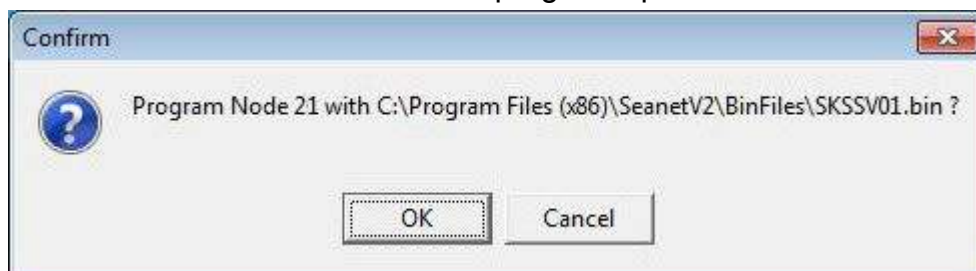 Confirm
Program Node 21 with C:\Program Files (x86)\SeanetV2\BinFiles\SKSSV01.bin ?
OK
Cancel